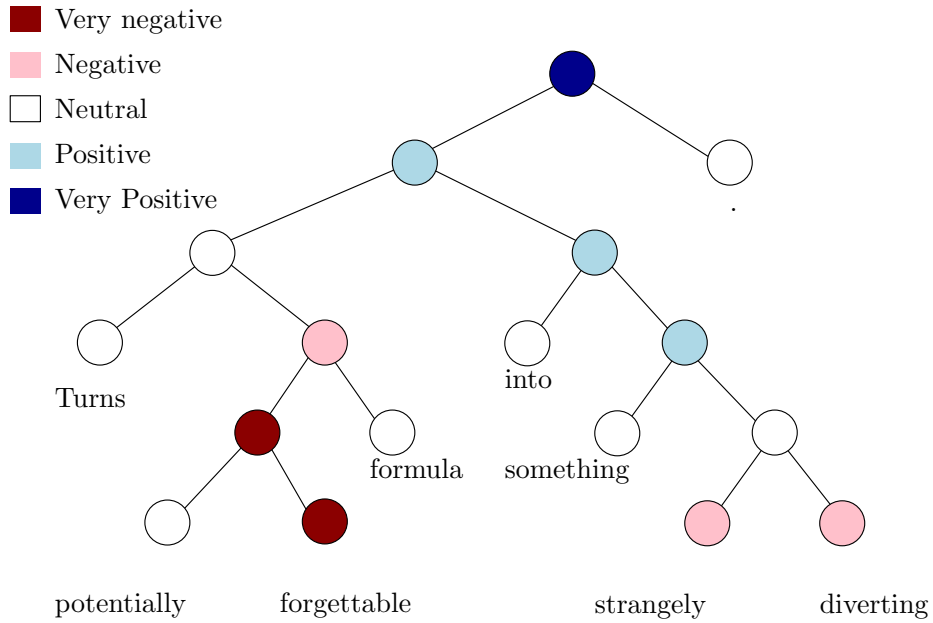 Very negative
Negative
Neutral
Positive
Very Positive
.
into
Turns
formula
something
potentially
forgettable
strangely
diverting